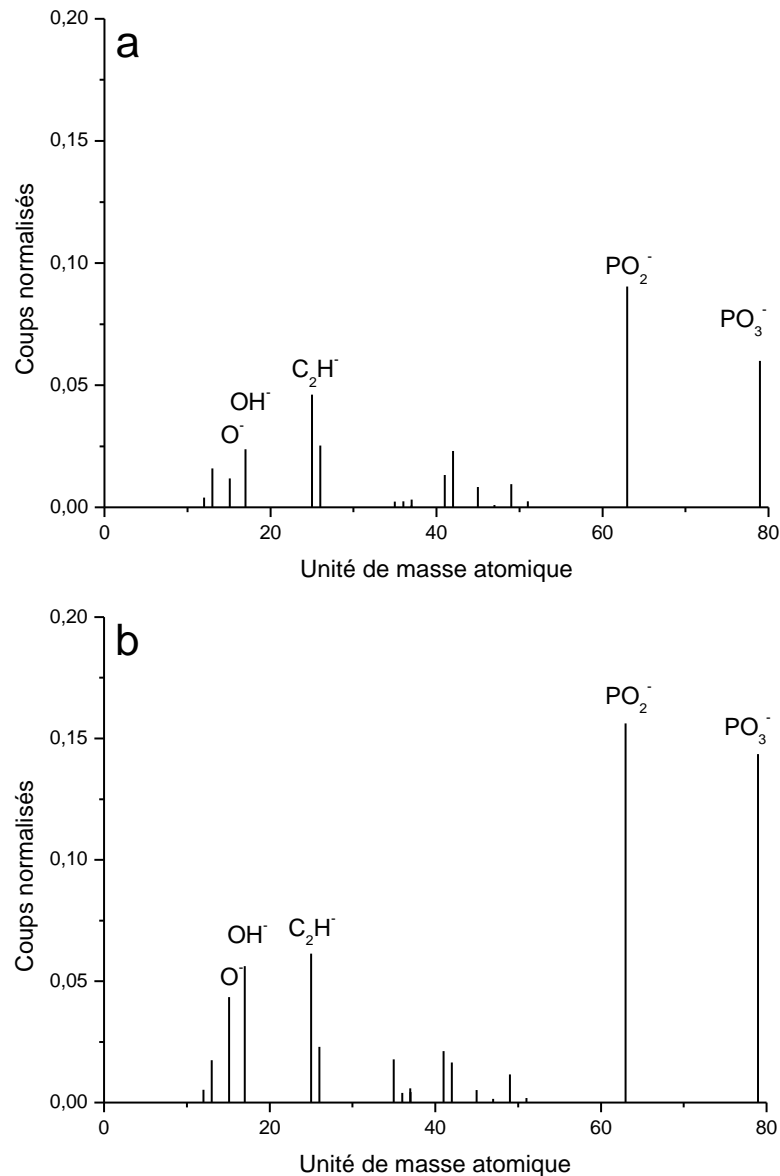 a
Coups normalisés
0,20
0,15
0,10
0,05
0,00
O⁻
OH⁻
C₂H⁻
PO₂⁻
PO₃⁻
0 20 40 60 80
Unité de masse atomique
b
Coups normalisés
0,20
0,15
0,10
0,05
0,00
O⁻
OH⁻
C₂H⁻
PO₂⁻
PO₃⁻
0 20 40 60 80
Unité de masse atomique